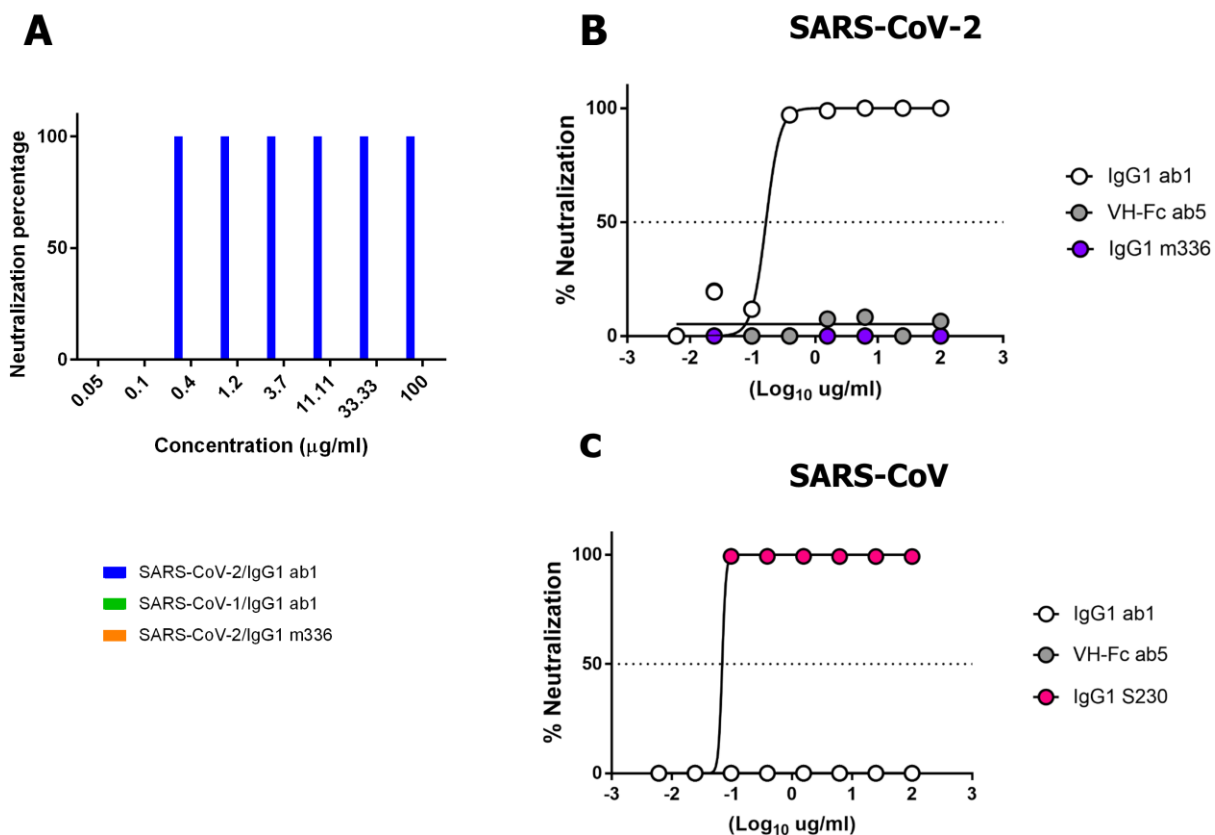 A
Neutralization percentage
100
50
0
0.05
0.1
0.4
1.2
3.7
11.11
33.33
100
Concentration (µg/ml)
SARS-CoV-2/IgG1 ab1
SARS-CoV-1/IgG1 ab1
SARS-CoV-2/IgG1 m336
B
SARS-CoV-2
% Neutralization
100
50
0
-3 -2 -1 0 1 2 3
(Log10 ug/ml)
IgG1 ab1
VH-Fc ab5
IgG1 m336
C
SARS-CoV
% Neutralization
100
50
0
-3 -2 -1 0 1 2 3
(Log10 ug/ml)
IgG1 ab1
VH-Fc ab5
IgG1 S230